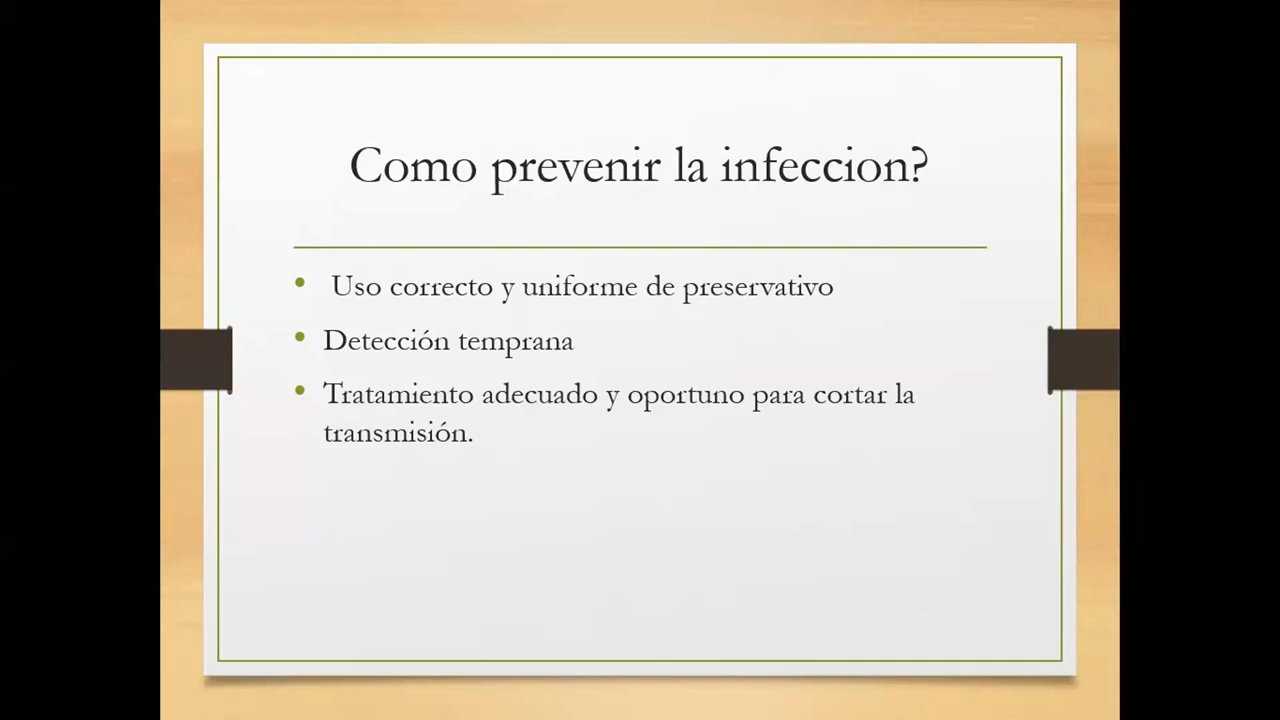 Como prevenir la infeccion?
Uso correcto y uniforme de preservativo
Detección temprana
Tratamiento adecuado y oportuno para cortar la
transmisión.